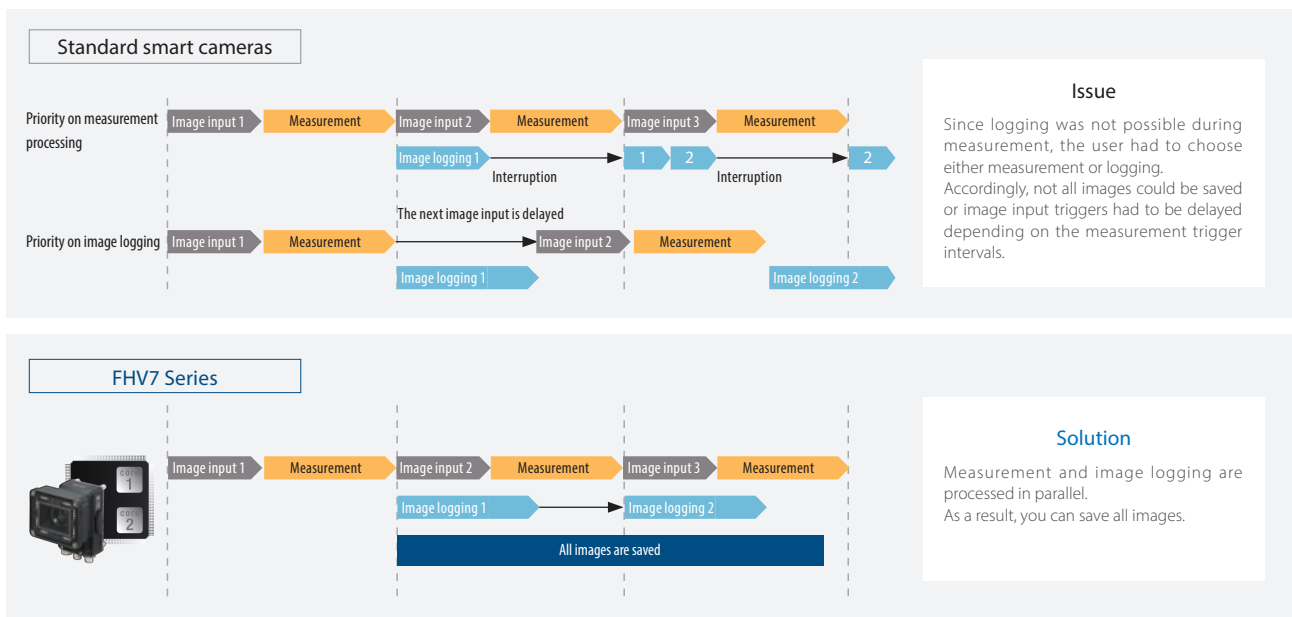 Standard smart cameras
Priority on measurement
processing
Image input 1
Measurement
Image input 2
Measurement
Image input 3
Measurement
Image logging 1
Interruption
1
2
Interruption
2
The next image input is delayed
Priority on image logging
Image input 1
Measurement
Image input 2
Measurement
Image logging 1
Image logging 2
Issue
Since logging was not possible during
measurement, the user had to choose
either measurement or logging.
Accordingly, not all images could be saved
or image input triggers had to be delayed
depending on the measurement trigger
intervals.
FHV7 Series
core
1
core
2
Image input 1
Measurement
Image input 2
Measurement
Image input 3
Measurement
Image logging 1
Image logging 2
All images are saved
Solution
Measurement and image logging are
processed in parallel.
As a result, you can save all images.